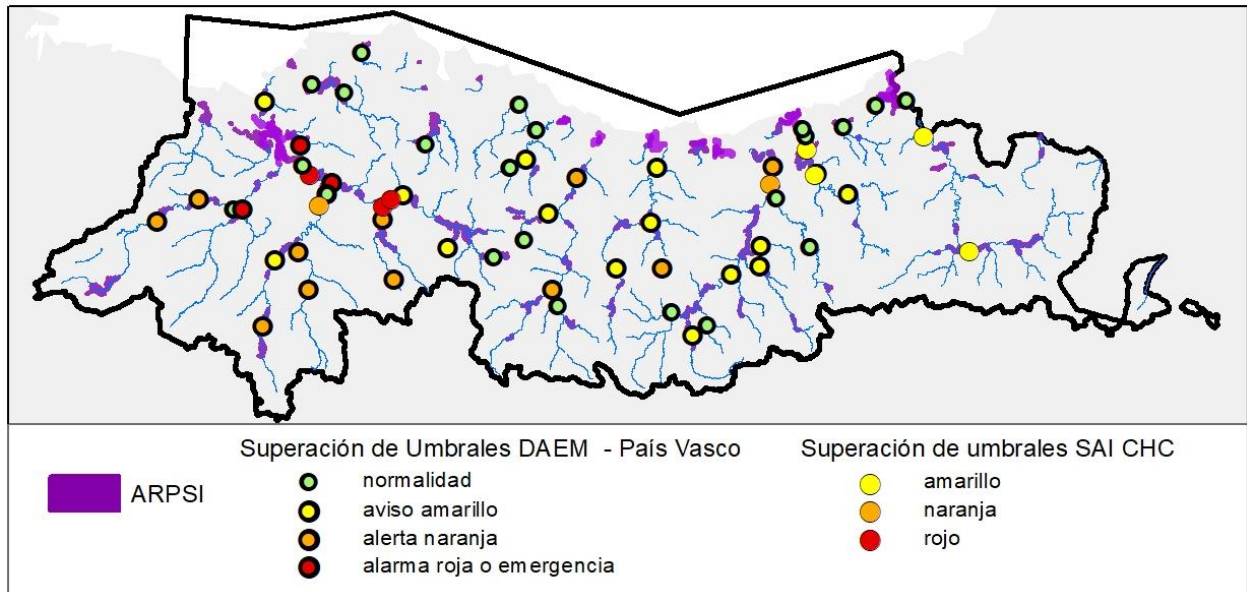 Superación de Umbrales DAEM - País Vasco
normalidad
aviso amarillo
alerta naranja
alarma roja o emergencia
ARPSI
Superación de umbrales SAI CHC
amarillo
naranja
rojo